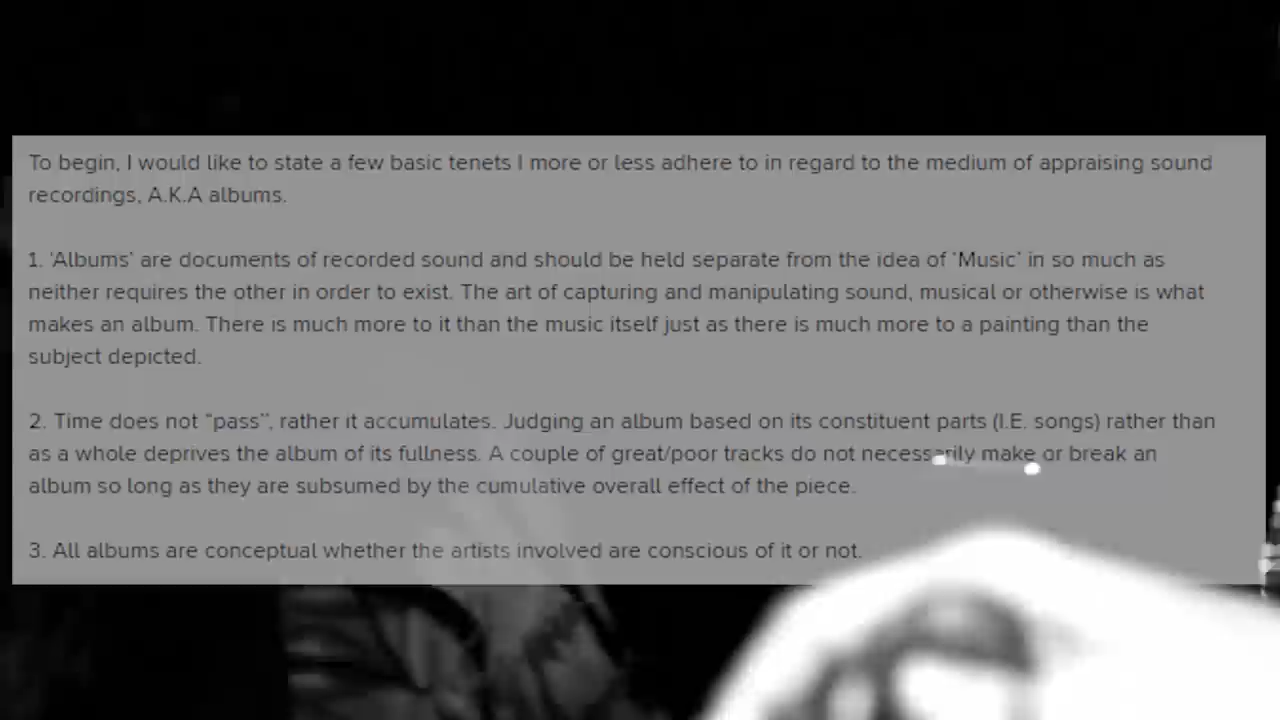 To begin, I would like to state a few basic tenets I more or less adhere to in regard to the medium of appraising sound
recordings, A.K.A albums.
1. ‘Albums’ are documents of recorded sound and should be held separate from the idea of ‘Music’ in so much as
neither requires the other in order to exist. The art of capturing and manipulating sound, musical or otherwise is what
makes an album. There is much more to it than the music itself just as there is much more to a painting than the
subject depicted.
2. Time does not “pass”, rather it accumulates. Judging an album based on its constituent parts (I.E. songs) rather than
as a whole deprives the album of its fullness. A couple of great/poor tracks do not necessarily make or break an
album so long as they are subsumed by the cumulative overall effect of the piece.
3. All albums are conceptual whether the artists involved are conscious of it or not.